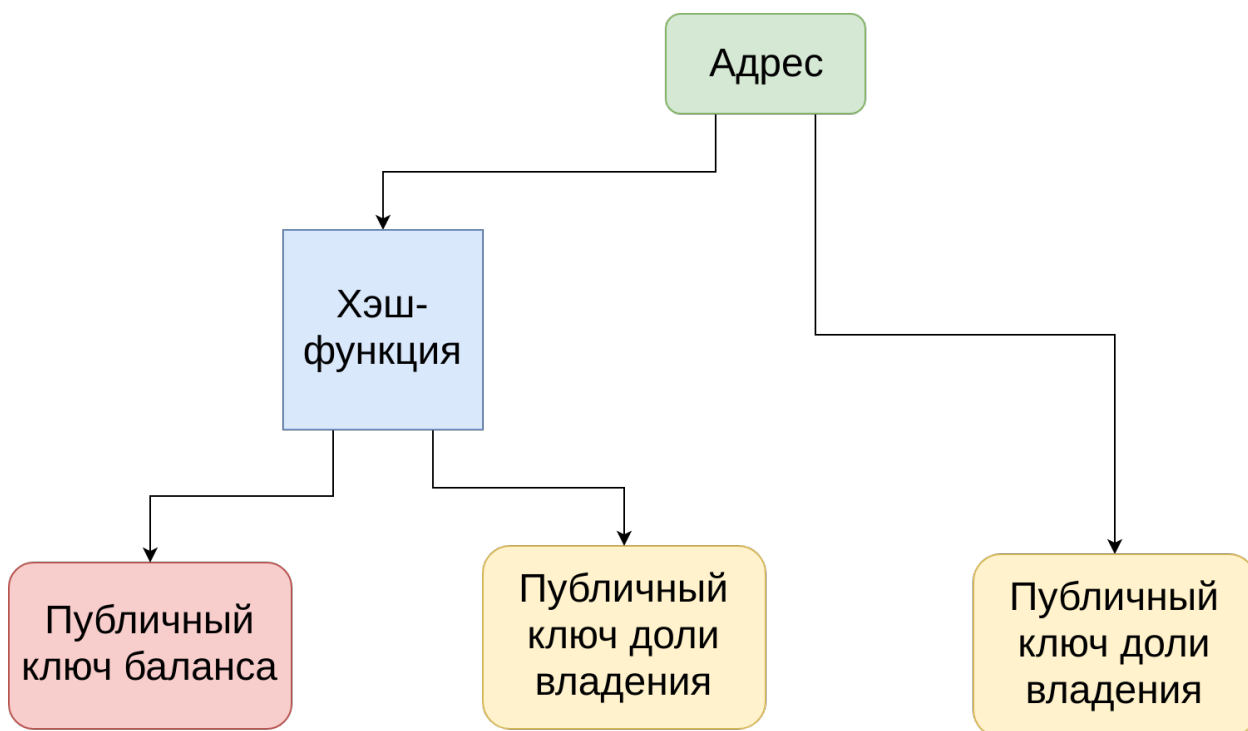 Адрес
Хэш-
функция
Публичный
ключ баланса
Публичный
ключ доли
владения
Публичный
ключ доли
владения